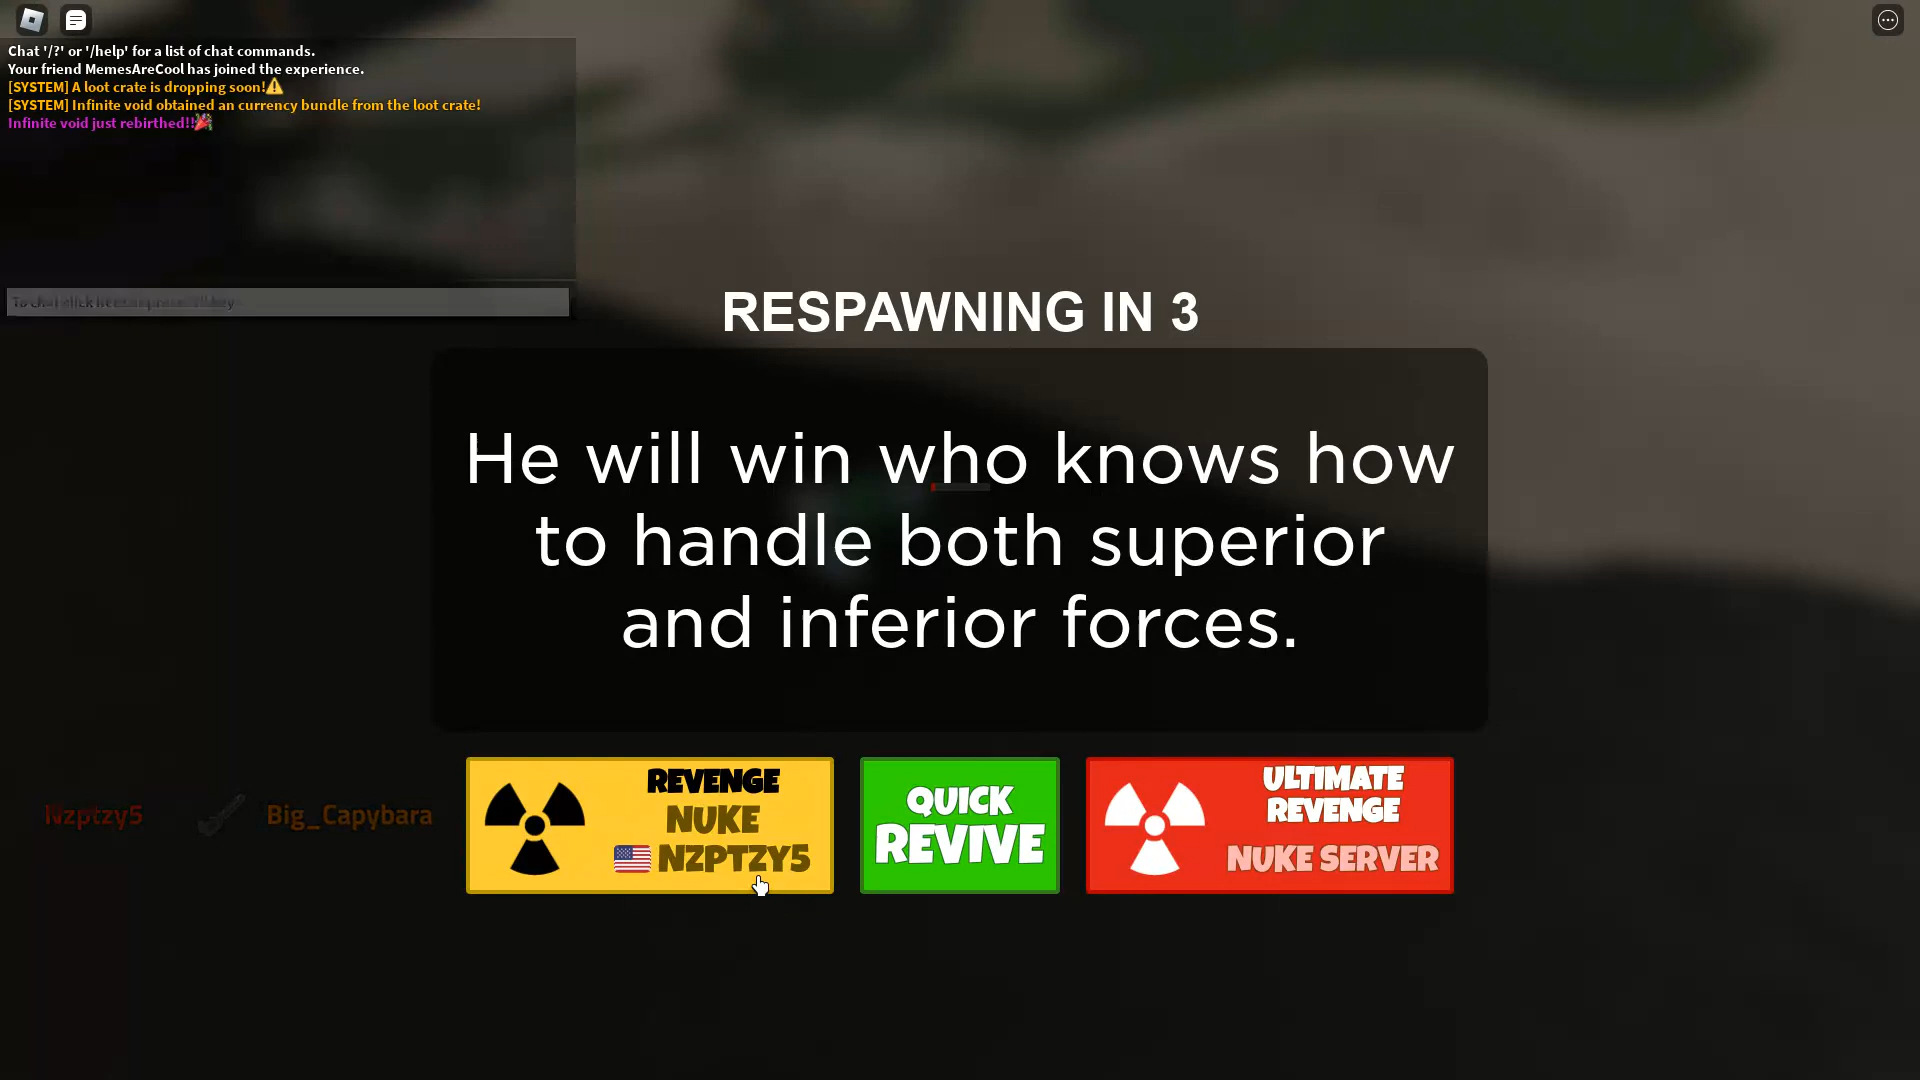 Chat '/?' or '/help' for a list of chat commands.
Your friend MemesAreCool has joined the experience.
[SYSTEM] A loot crate is dropping soon!⚠️
[SYSTEM] Infinite void obtained an currency bundle from the loot crate!
Infinite void just rebirthed!!🎉
RESPAWNING IN 3
He will win who knows how
to handle both superior
and inferior forces.
Nzptzy5 Big_Capybara
REVENGE
NUKE
🇺🇸 NZPTZY5
QUICK
REVIVE
ULTIMATE
REVENGE
NUKE SERVER